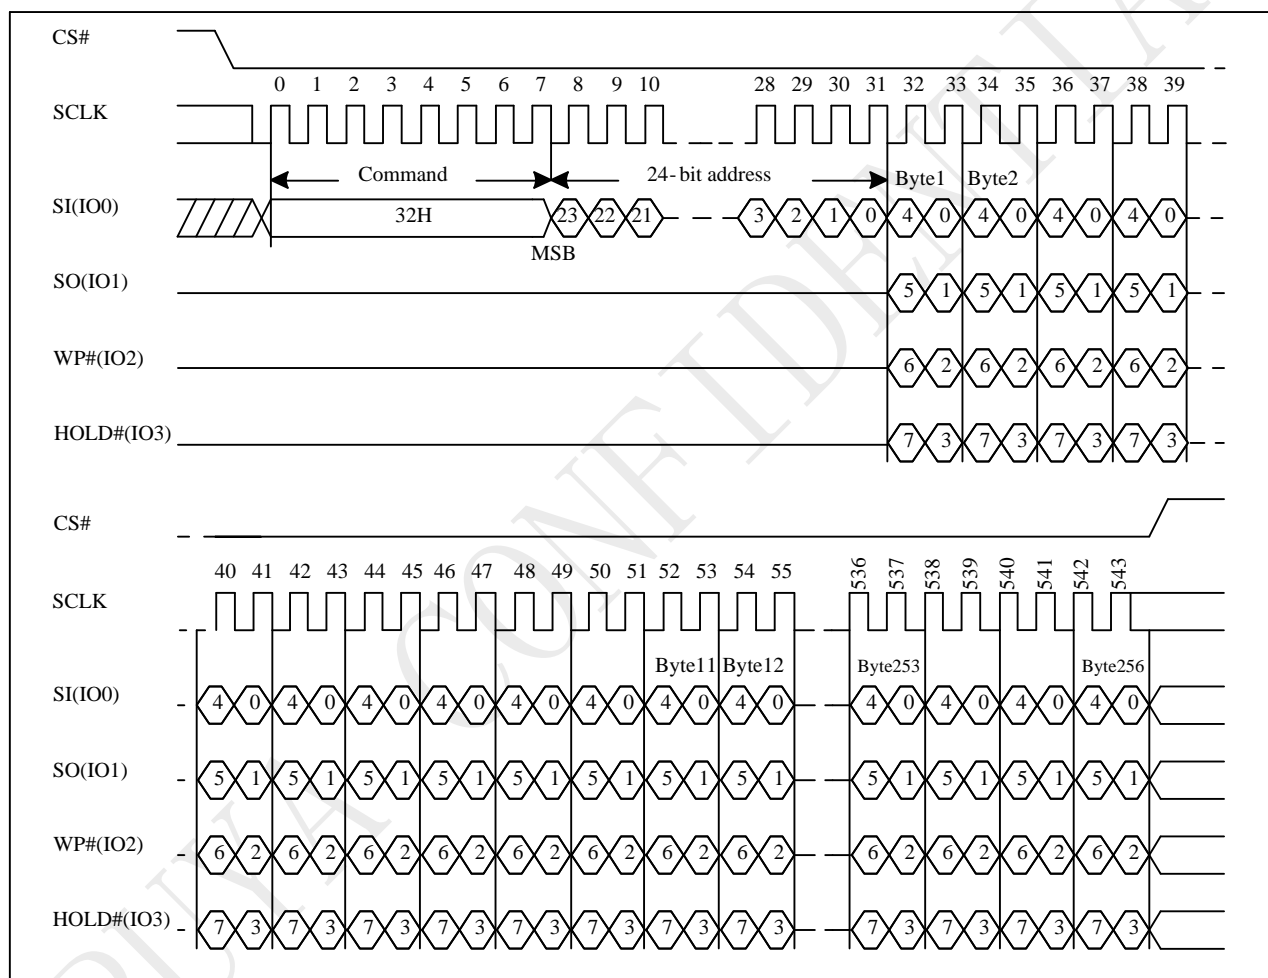 CS#
0 1 2 3 4 5 6 7 8 9 10 28 29 30 31 32 33 34 35 36 37 38 39
SCLK
Command 24-bit address Byte1 Byte2
SI(IO0) 32H 23 22 21 3 2 1 0 4 0 4 0 4 0 4 0
MSB
SO(IO1) 5 1 5 1 5 1 5 1
WP#(IO2) 6 2 6 2 6 2 6 2
HOLD#(IO3) 7 3 7 3 7 3 7 3
CS#
40 41 42 43 44 45 46 47 48 49 50 51 52 53 54 55 536 537 538 539 540 541 542 543
SCLK
Byte11 Byte12 Byte253 Byte256
SI(IO0) 4 0 4 0 4 0 4 0 4 0 4 0 4 0 4 0 4 0 4 0 4 0 4 0
SO(IO1) 5 1 5 1 5 1 5 1 5 1 5 1 5 1 5 1 5 1 5 1 5 1 5 1
WP#(IO2) 6 2 6 2 6 2 6 2 6 2 6 2 6 2 6 2 6 2 6 2 6 2 6 2
HOLD#(IO3) 7 3 7 3 7 3 7 3 7 3 7 3 7 3 7 3 7 3 7 3 7 3 7 3
PUYA CONFIDENTIA